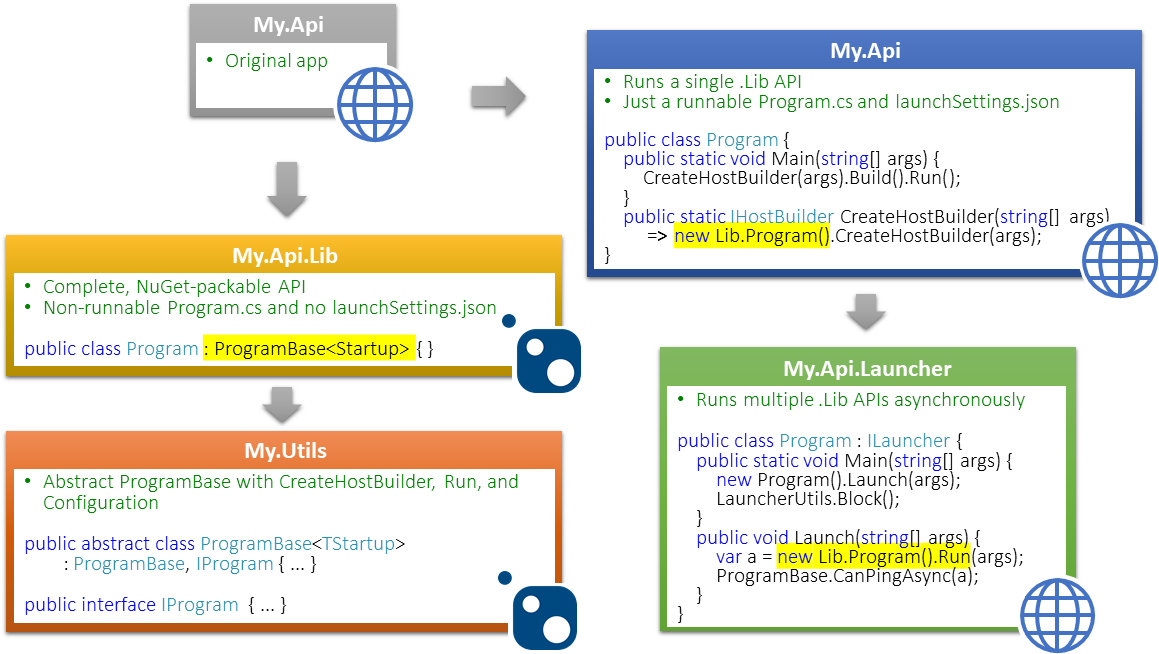 My.Api
• Original app
My.Api.Lib
• Complete, NuGet-packable API
• Non-runnable Program.cs and no launchSettings.json
public class Program : ProgramBase<Startup> { }
My.Utils
• Abstract ProgramBase with CreateHostBuilder, Run, and
Configuration
public abstract class ProgramBase<TStartup>
: ProgramBase, IProgram { ... }
public interface IProgram { ... }
My.Api
• Runs a single .Lib API
• Just a runnable Program.cs and launchSettings.json
public class Program {
public static void Main(string[] args) {
CreateHostBuilder(args).Build().Run();
}
public static IHostBuilder CreateHostBuilder(string[] args)
=> new Lib.Program().CreateHostBuilder(args);
}
My.Api.Launcher
• Runs multiple .Lib APIs asynchronously
public class Program : ILauncher {
public static void Main(string[] args) {
new Program().Launch(args);
LauncherUtils.Block();
}
public void Launch(string[] args) {
var a = new Lib.Program().Run(args);
ProgramBase.CanPingAsync(a);
}
}